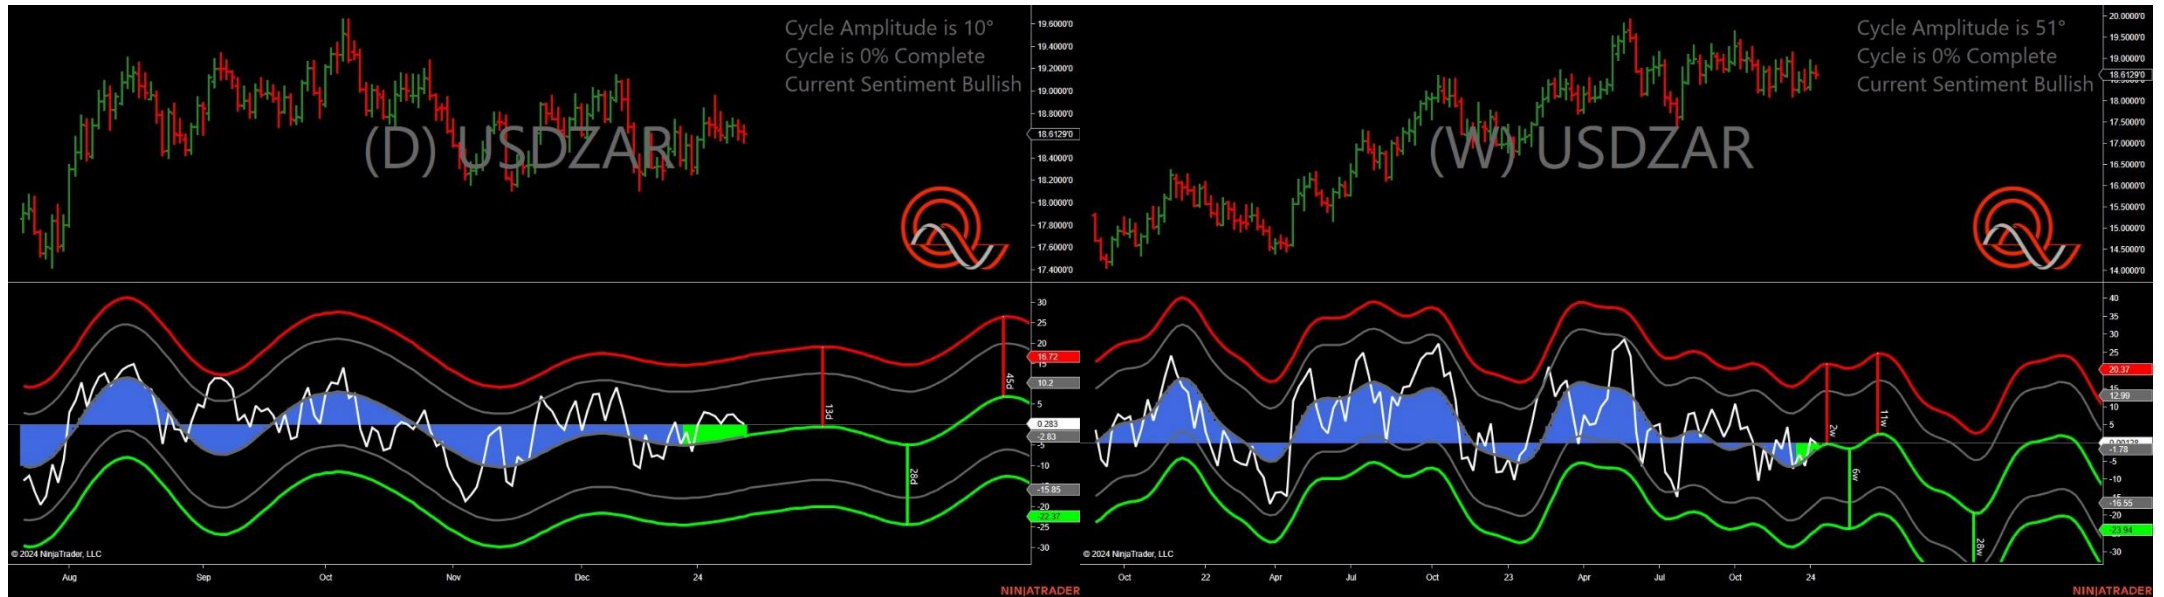 Cycle Amplitude is 10°
Cycle is 0% Complete
Current Sentiment Bullish
(D) USDZAR
19.6000'0
19.4000'0
19.2000'0
19.0000'0
18.8000'0
18.6129'0
18.4000'0
18.2000'0
18.0000'0
17.8000'0
17.6000'0
17.4000'0
30
25
20
16.72
15
10.2
5
0.283
-2.83
-5
-10
-15.85
-20
-22.37
-25
-30
13d
28d
45d
© 2024 NinjaTrader, LLC
Aug
Sep
Oct
Nov
Dec
24
NINJATRADER
Cycle Amplitude is 51°
Cycle is 0% Complete
Current Sentiment Bullish
(W) USDZAR
20.0000'0
19.5000'0
19.0000'0
18.6129'0
18.0000'0
17.5000'0
17.0000'0
16.5000'0
16.0000'0
15.5000'0
15.0000'0
14.5000'0
14.0000'0
40
35
30
25
20.37
15
12.99
10
5
-1.78
-5
-10
-16.55
-20
-23.94
-30
2w
11w
6w
28w
© 2024 NinjaTrader, LLC
Oct
22
Apr
Jul
Oct
23
Apr
Jul
Oct
24
NINJATRADER